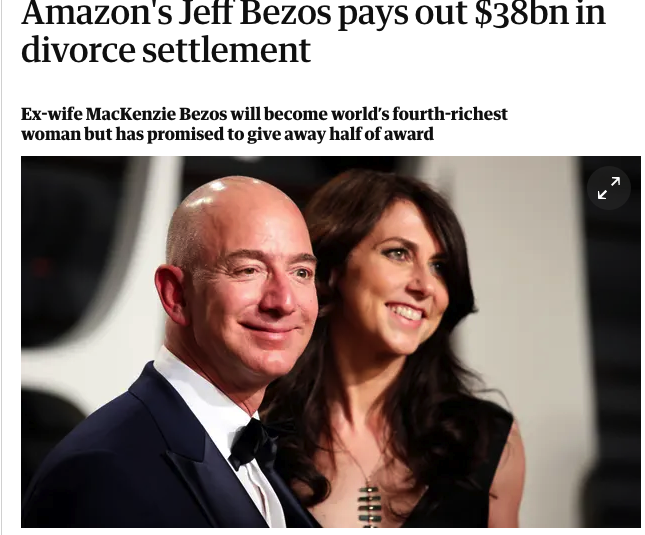 Amazon's Jeff Bezos pays out $38bn in
divorce settlement
Ex-wife MacKenzie Bezos will become world’s fourth-richest
woman but has promised to give away half of award